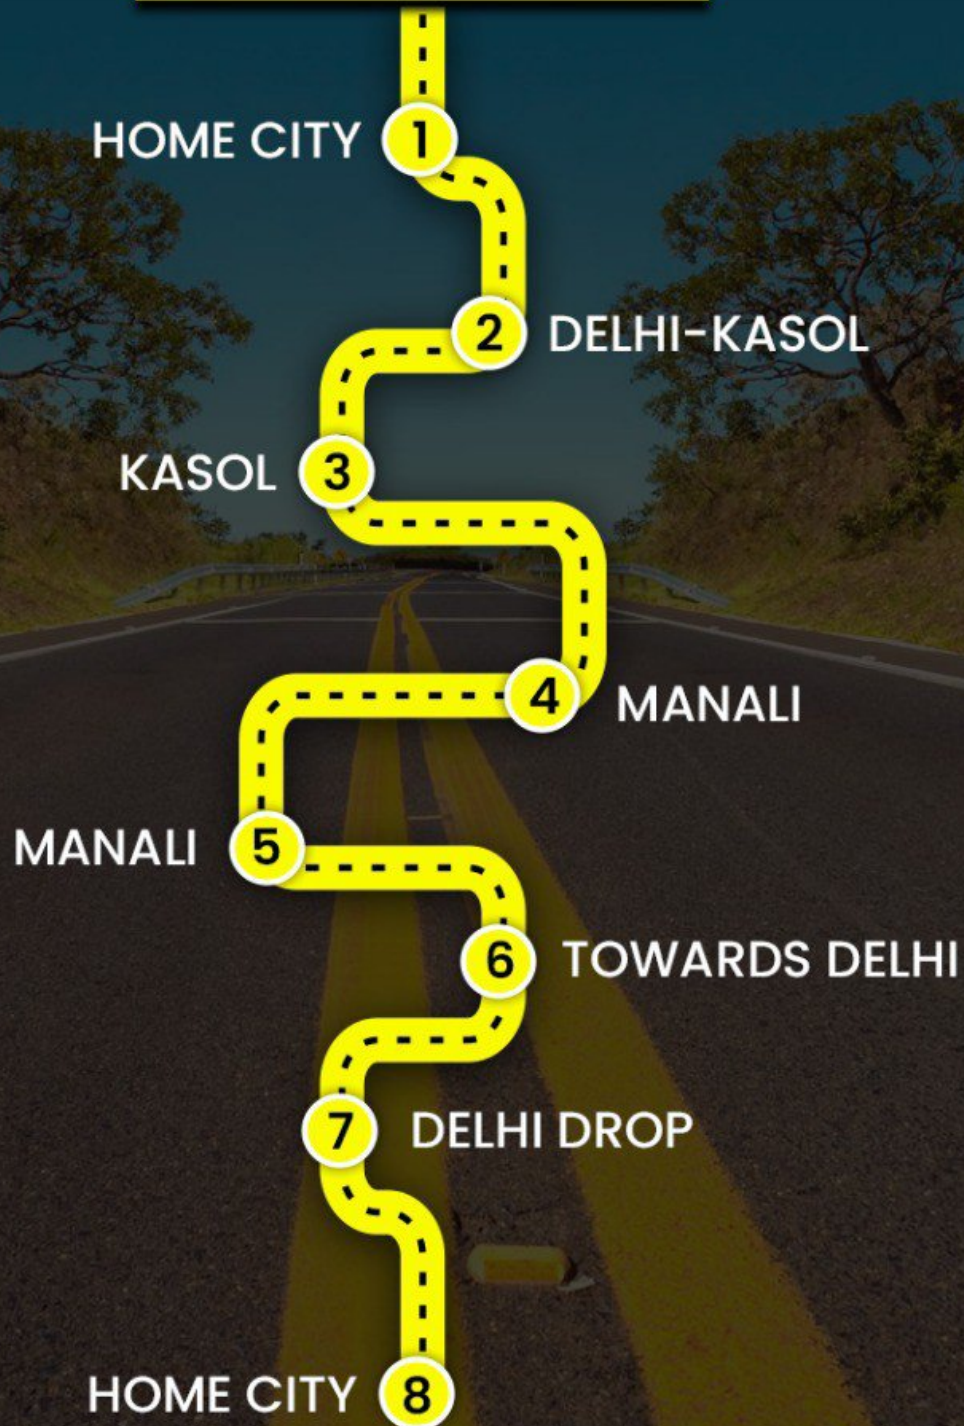 HOME CITY 1
2 DELHI-KASOL
KASOL 3
4 MANALI
MANALI 5
6 TOWARDS DELHI
7 DELHI DROP
HOME CITY 8